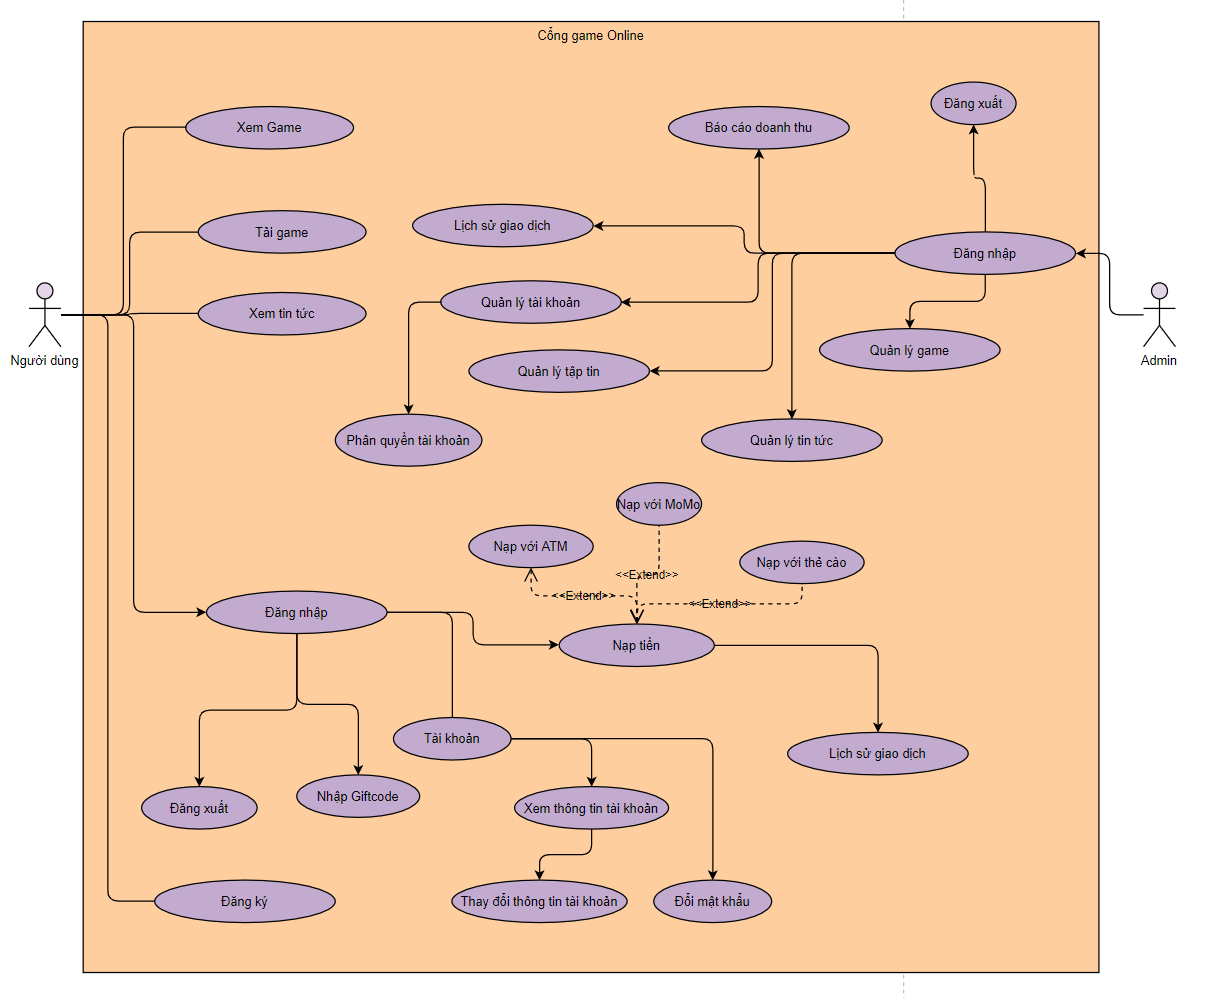 Cổng game Online
Đăng xuất
Xem Game
Báo cáo doanh thu
Lịch sử giao dịch
Tải game
Đăng nhập
Quản lý tài khoản
Xem tin tức
Quản lý game
Người dùng
Admin
Quản lý tập tin
Phân quyền tài khoản
Quản lý tin tức
Nạp với MoMo
Nạp với ATM
Nạp với thẻ cào
<<Extend>>
<<Extend>>
<<Extend>>
Đăng nhập
Nạp tiền
Tài khoản
Lịch sử giao dịch
Nhập Giftcode
Đăng xuất
Xem thông tin tài khoản
Đăng ký
Thay đổi thông tin tài khoản
Đổi mật khẩu